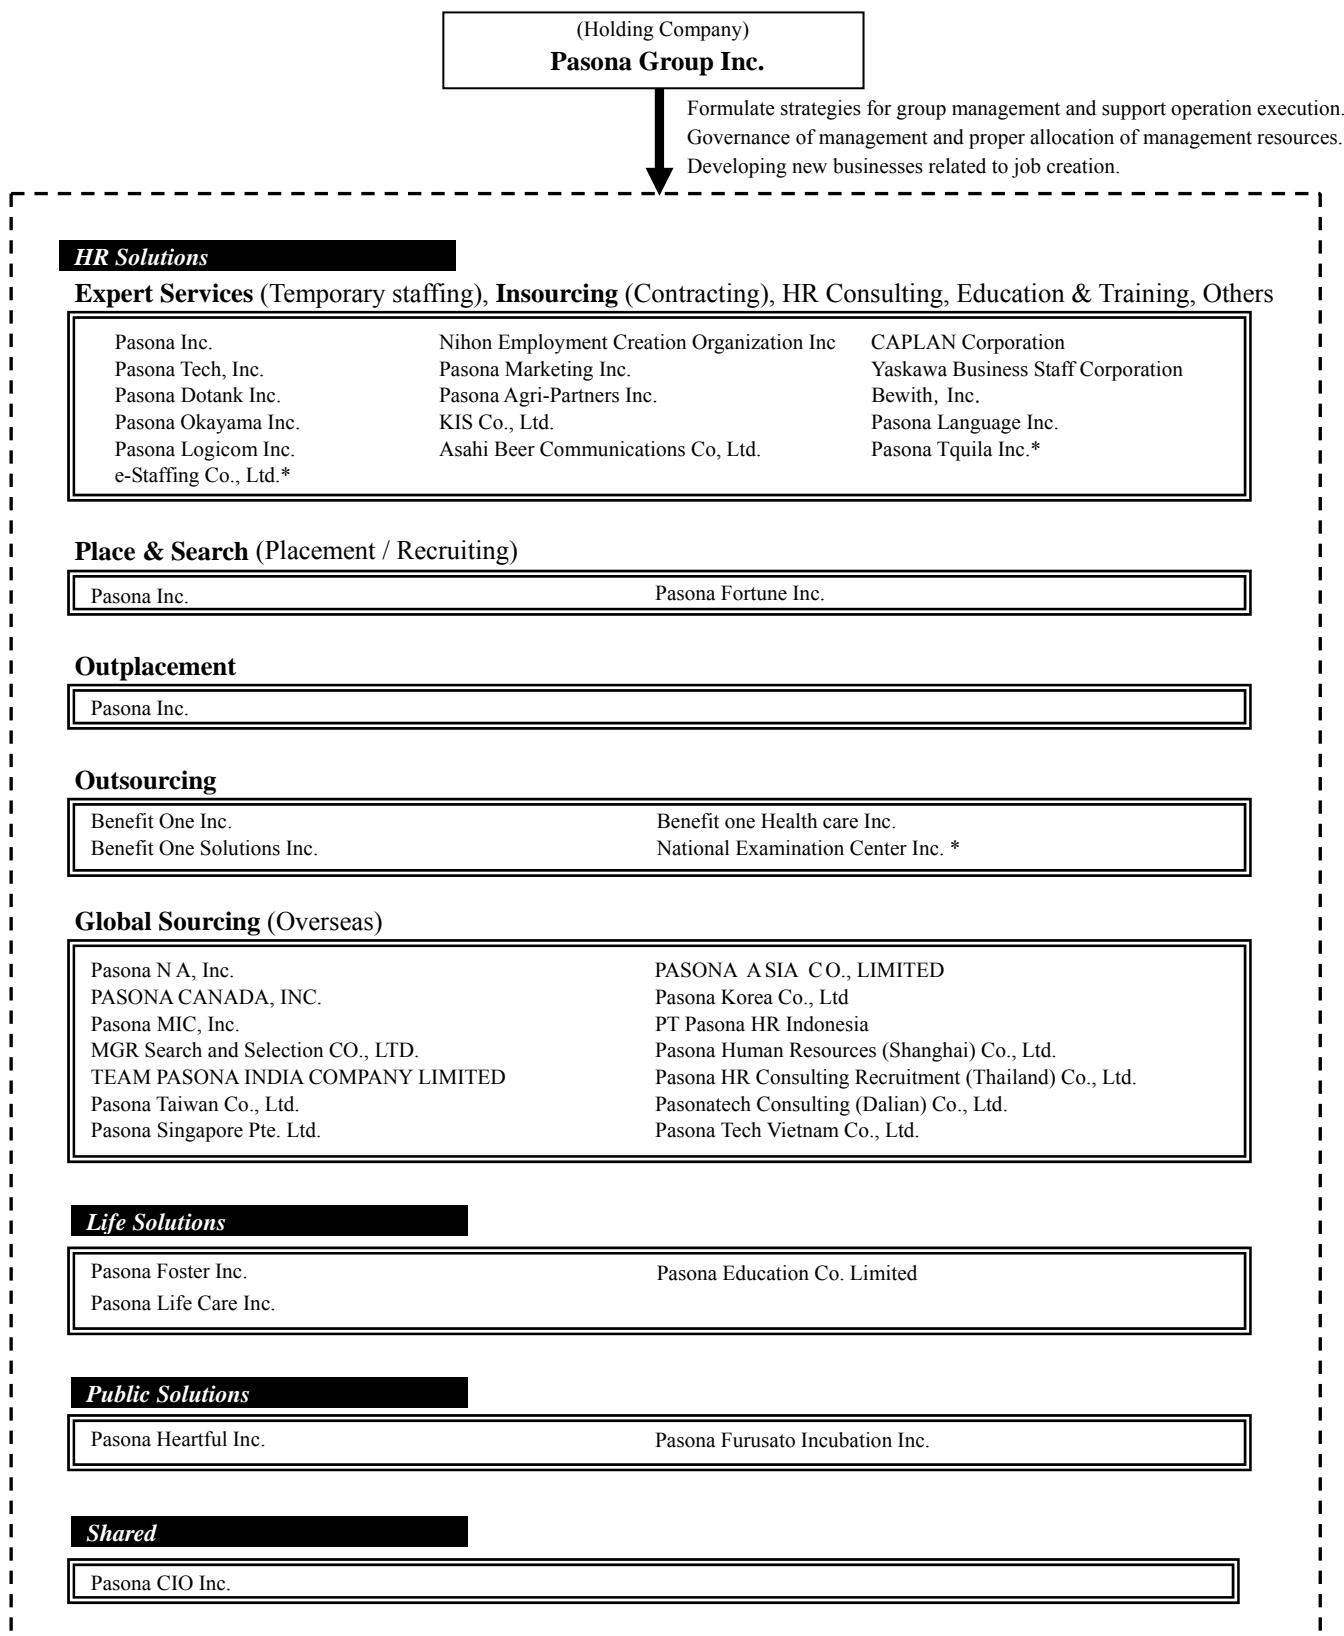 (Holding Company)
Pasona Group Inc.
Formulate strategies for group management and support operation execution.
Governance of management and proper allocation of management resources.
Developing new businesses related to job creation.
HR Solutions
Expert Services (Temporary staffing), Insourcing (Contracting), HR Consulting, Education & Training, Others
Pasona Inc. Nihon Employment Creation Organization Inc CAPLAN Corporation
Pasona Tech, Inc. Pasona Marketing Inc. Yaskawa Business Staff Corporation
Pasona Dotank Inc. Pasona Agri-Partners Inc. Bewith, Inc.
Pasona Okayama Inc. KIS Co., Ltd. Pasona Language Inc.
Pasona Logicom Inc. Asahi Beer Communications Co, Ltd. Pasona Tquila Inc.*
e-Staffing Co., Ltd.*
Place & Search (Placement / Recruiting)
Pasona Inc. Pasona Fortune Inc.
Outplacement
Pasona Inc.
Outsourcing
Benefit One Inc. Benefit one Health care Inc.
Benefit One Solutions Inc. National Examination Center Inc. *
Global Sourcing (Overseas)
Pasona N A, Inc. PASONA ASIA CO., LIMITED
PASONA CANADA, INC. Pasona Korea Co., Ltd
Pasona MIC, Inc. PT Pasona HR Indonesia
MGR Search and Selection CO., LTD. Pasona Human Resources (Shanghai) Co., Ltd.
TEAM PASONA INDIA COMPANY LIMITED Pasona HR Consulting Recruitment (Thailand) Co., Ltd.
Pasona Taiwan Co., Ltd. Pasonatech Consulting (Dalian) Co., Ltd.
Pasona Singapore Pte. Ltd. Pasona Tech Vietnam Co., Ltd.
Life Solutions
Pasona Foster Inc. Pasona Education Co. Limited
Pasona Life Care Inc.
Public Solutions
Pasona Heartful Inc. Pasona Furusato Incubation Inc.
Shared
Pasona CIO Inc.